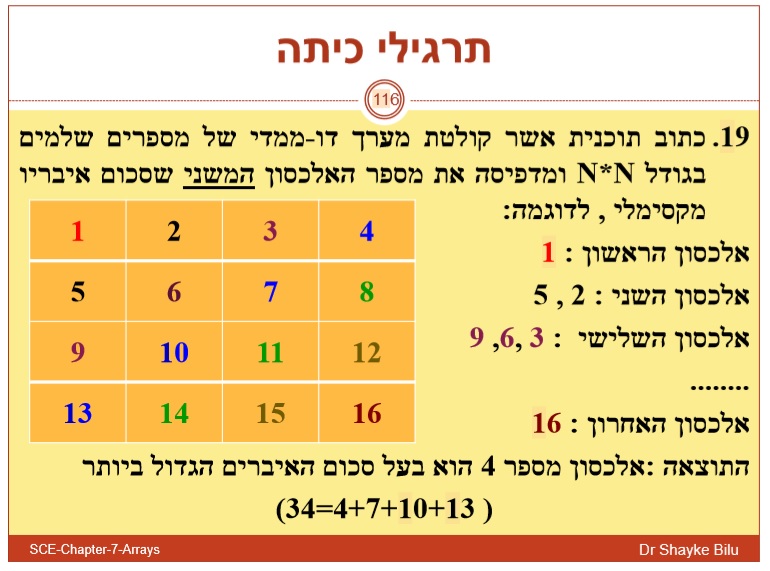 תרגילי כיתה
116
19. כתוב תוכנית אשר קולטת מערך דו-ממדי של מספרים שלמים
בגודל N*N ומדפיסה את מספר האלכסון המשני שסכום איבריו
מקסימלי , לדוגמה:
1 2 3 4
5 6 7 8
9 10 11 12
13 14 15 16
אלכסון הראשון : 1
אלכסון השני : 2 , 5
אלכסון השלישי : 3 ,6, 9
........
אלכסון האחרון : 16
התוצאה :אלכסון מספר 4 הוא בעל סכום האיברים הגדול ביותר
(34=4+7+10+13 )
SCE-Chapter-7-Arrays
Dr Shayke Bilu